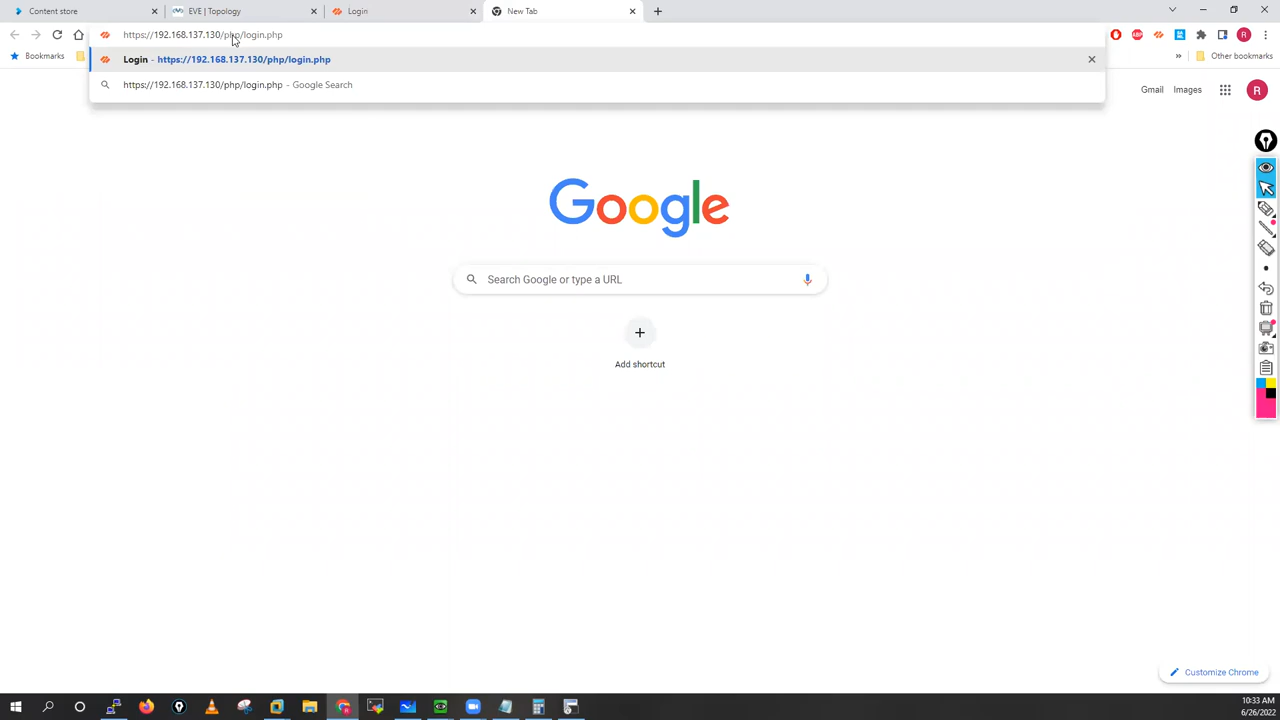 Content store
EVE | Topology
Login
New Tab
https://192.168.137.130/php/login.php
Login - https://192.168.137.130/php/login.php
https://192.168.137.130/php/login.php - Google Search
Bookmarks
Other bookmarks
Gmail
Images
R
R
ABP
Google
Search Google or type a URL
Add shortcut
Customize Chrome
10:33 AM
6/26/2022